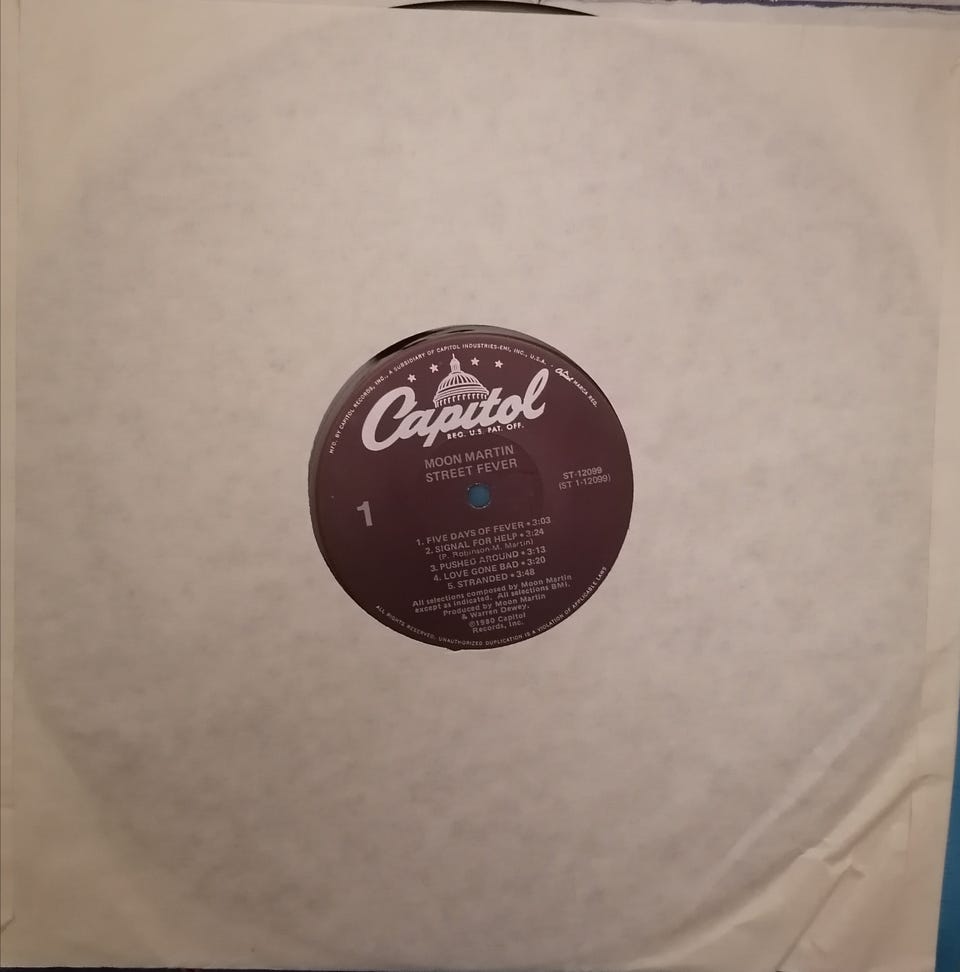 MFG. BY CAPITOL RECORDS, INC., A SUBSIDIARY OF CAPITOL INDUSTRIES-EMI, INC., U.S.A. · Capitol MARCA REG.
Capitol
REG. U.S. PAT. OFF.
MOON MARTIN
STREET FEVER
ST-12099
(ST 1-12099)
1
1. FIVE DAYS OF FEVER • 3:03
2. SIGNAL FOR HELP • 3:24
(P. Robinson-M. Martin)
3. PUSHED AROUND • 3:13
4. LOVE GONE BAD • 3:20
5. STRANDED • 3:48
All selections composed by Moon Martin
except as indicated. All selections BMI.
Produced by Moon Martin
& Warren Dewey.
℗1980 Capitol
Records, Inc.
ALL RIGHTS RESERVED. UNAUTHORIZED DUPLICATION IS A VIOLATION OF APPLICABLE LAWS